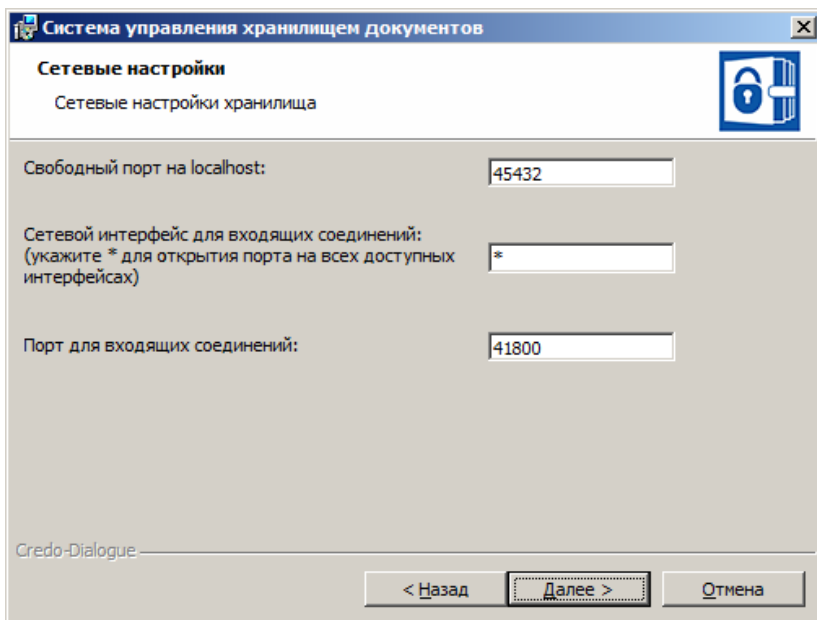 Система управления хранилищем документов
Сетевые настройки
Сетевые настройки хранилища
Свободный порт на localhost:
45432
Сетевой интерфейс для входящих соединений:
(укажите * для открытия порта на всех доступных
интерфейсах)
*
Порт для входящих соединений:
41800
Credo-Dialogue
< Назад
Далее >
Отмена